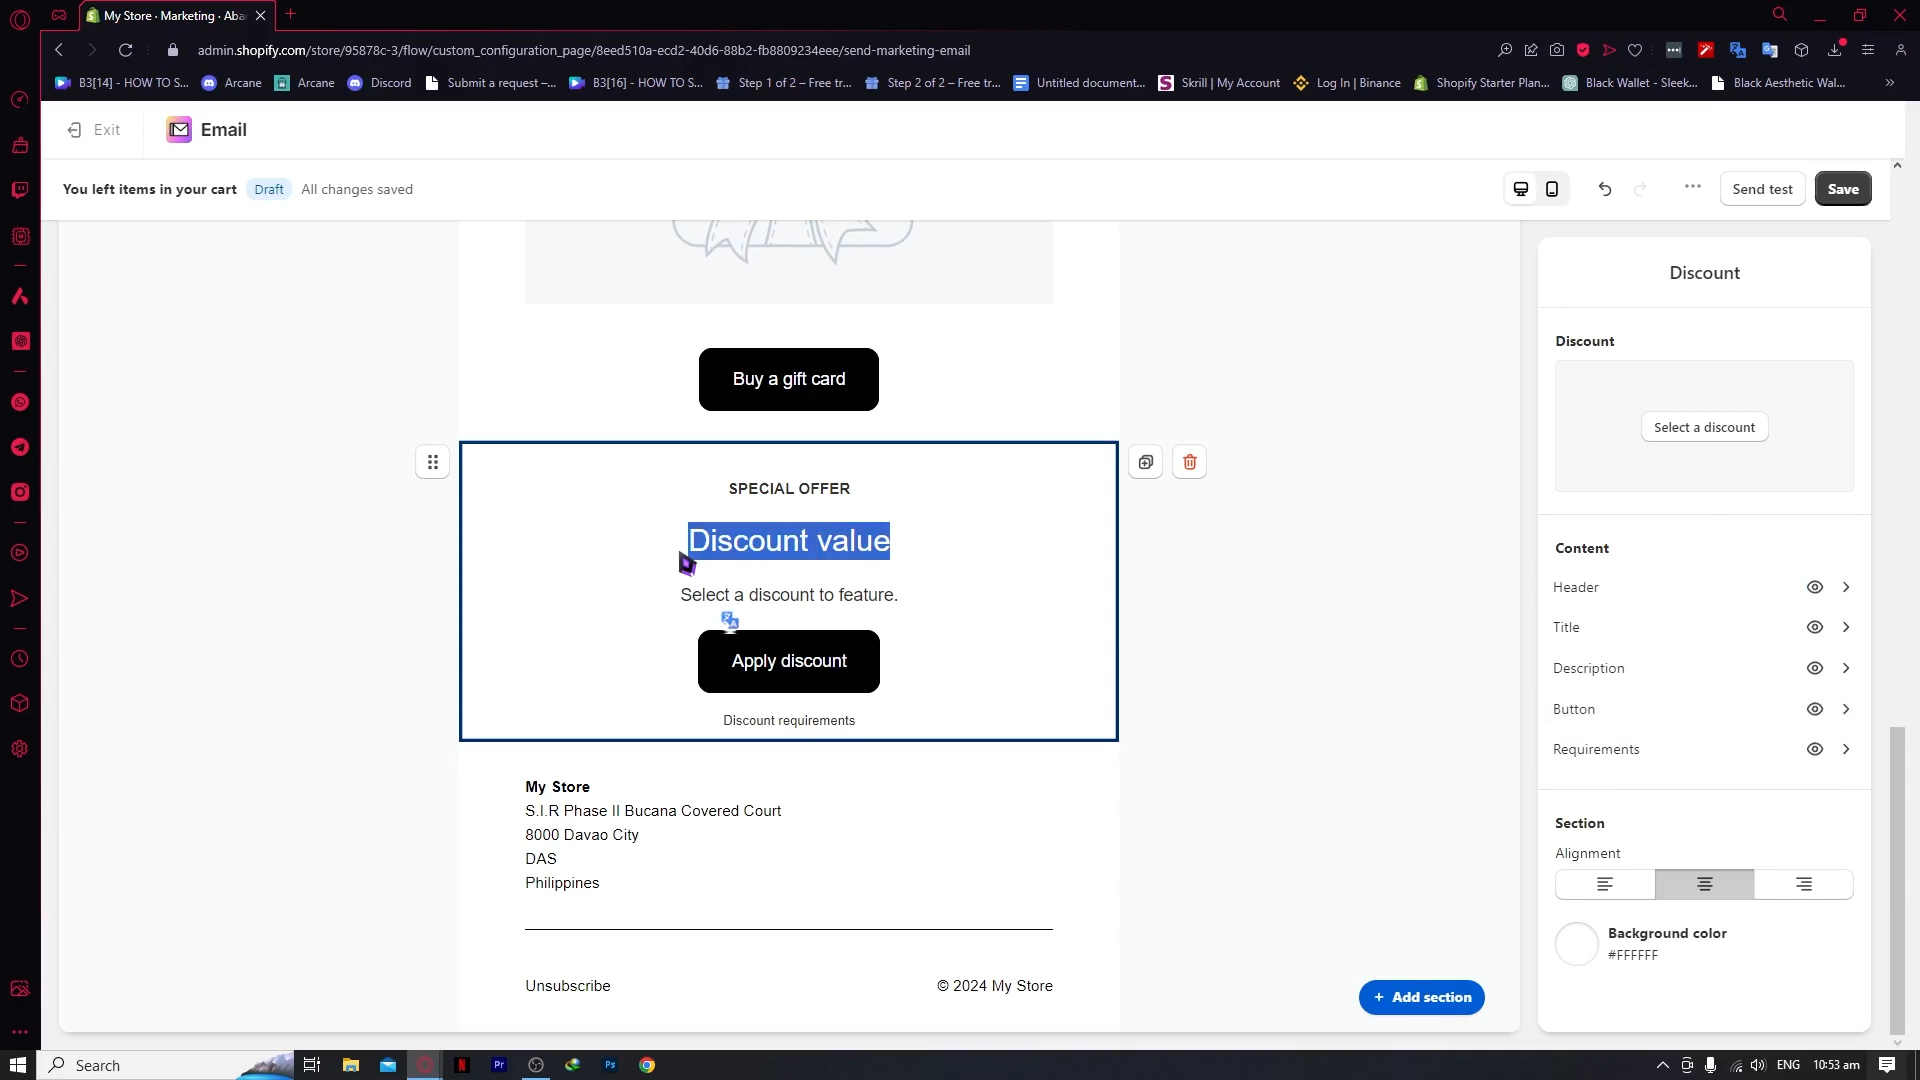 My Store · Marketing · Aba
admin.shopify.com/store/95878c-3/flow/custom_configuration_page/8eed510a-ecd2-40d6-88b2-fb8809234eee/send-marketing-email
B3[14] - HOW TO S...
Arcane
Arcane
Discord
Submit a request –...
B3[16] - HOW TO S...
Step 1 of 2 – Free tr...
Step 2 of 2 – Free tr...
Untitled document...
Skrill | My Account
Log In | Binance
Shopify Starter Plan...
Black Wallet - Sleek...
Black Aesthetic Wal...
Exit
Email
You left items in your cart
Draft
All changes saved
Send test
Save
Buy a gift card
SPECIAL OFFER
Discount value
Select a discount to feature.
Apply discount
Discount requirements
My Store
S.I.R Phase II Bucana Covered Court
8000 Davao City
DAS
Philippines
Unsubscribe
© 2024 My Store
+ Add section
Discount
Discount
Select a discount
Content
Header
Title
Description
Button
Requirements
Section
Alignment
Background color
#FFFFFF
Search
Pr
Ps
ENG
10:53 am